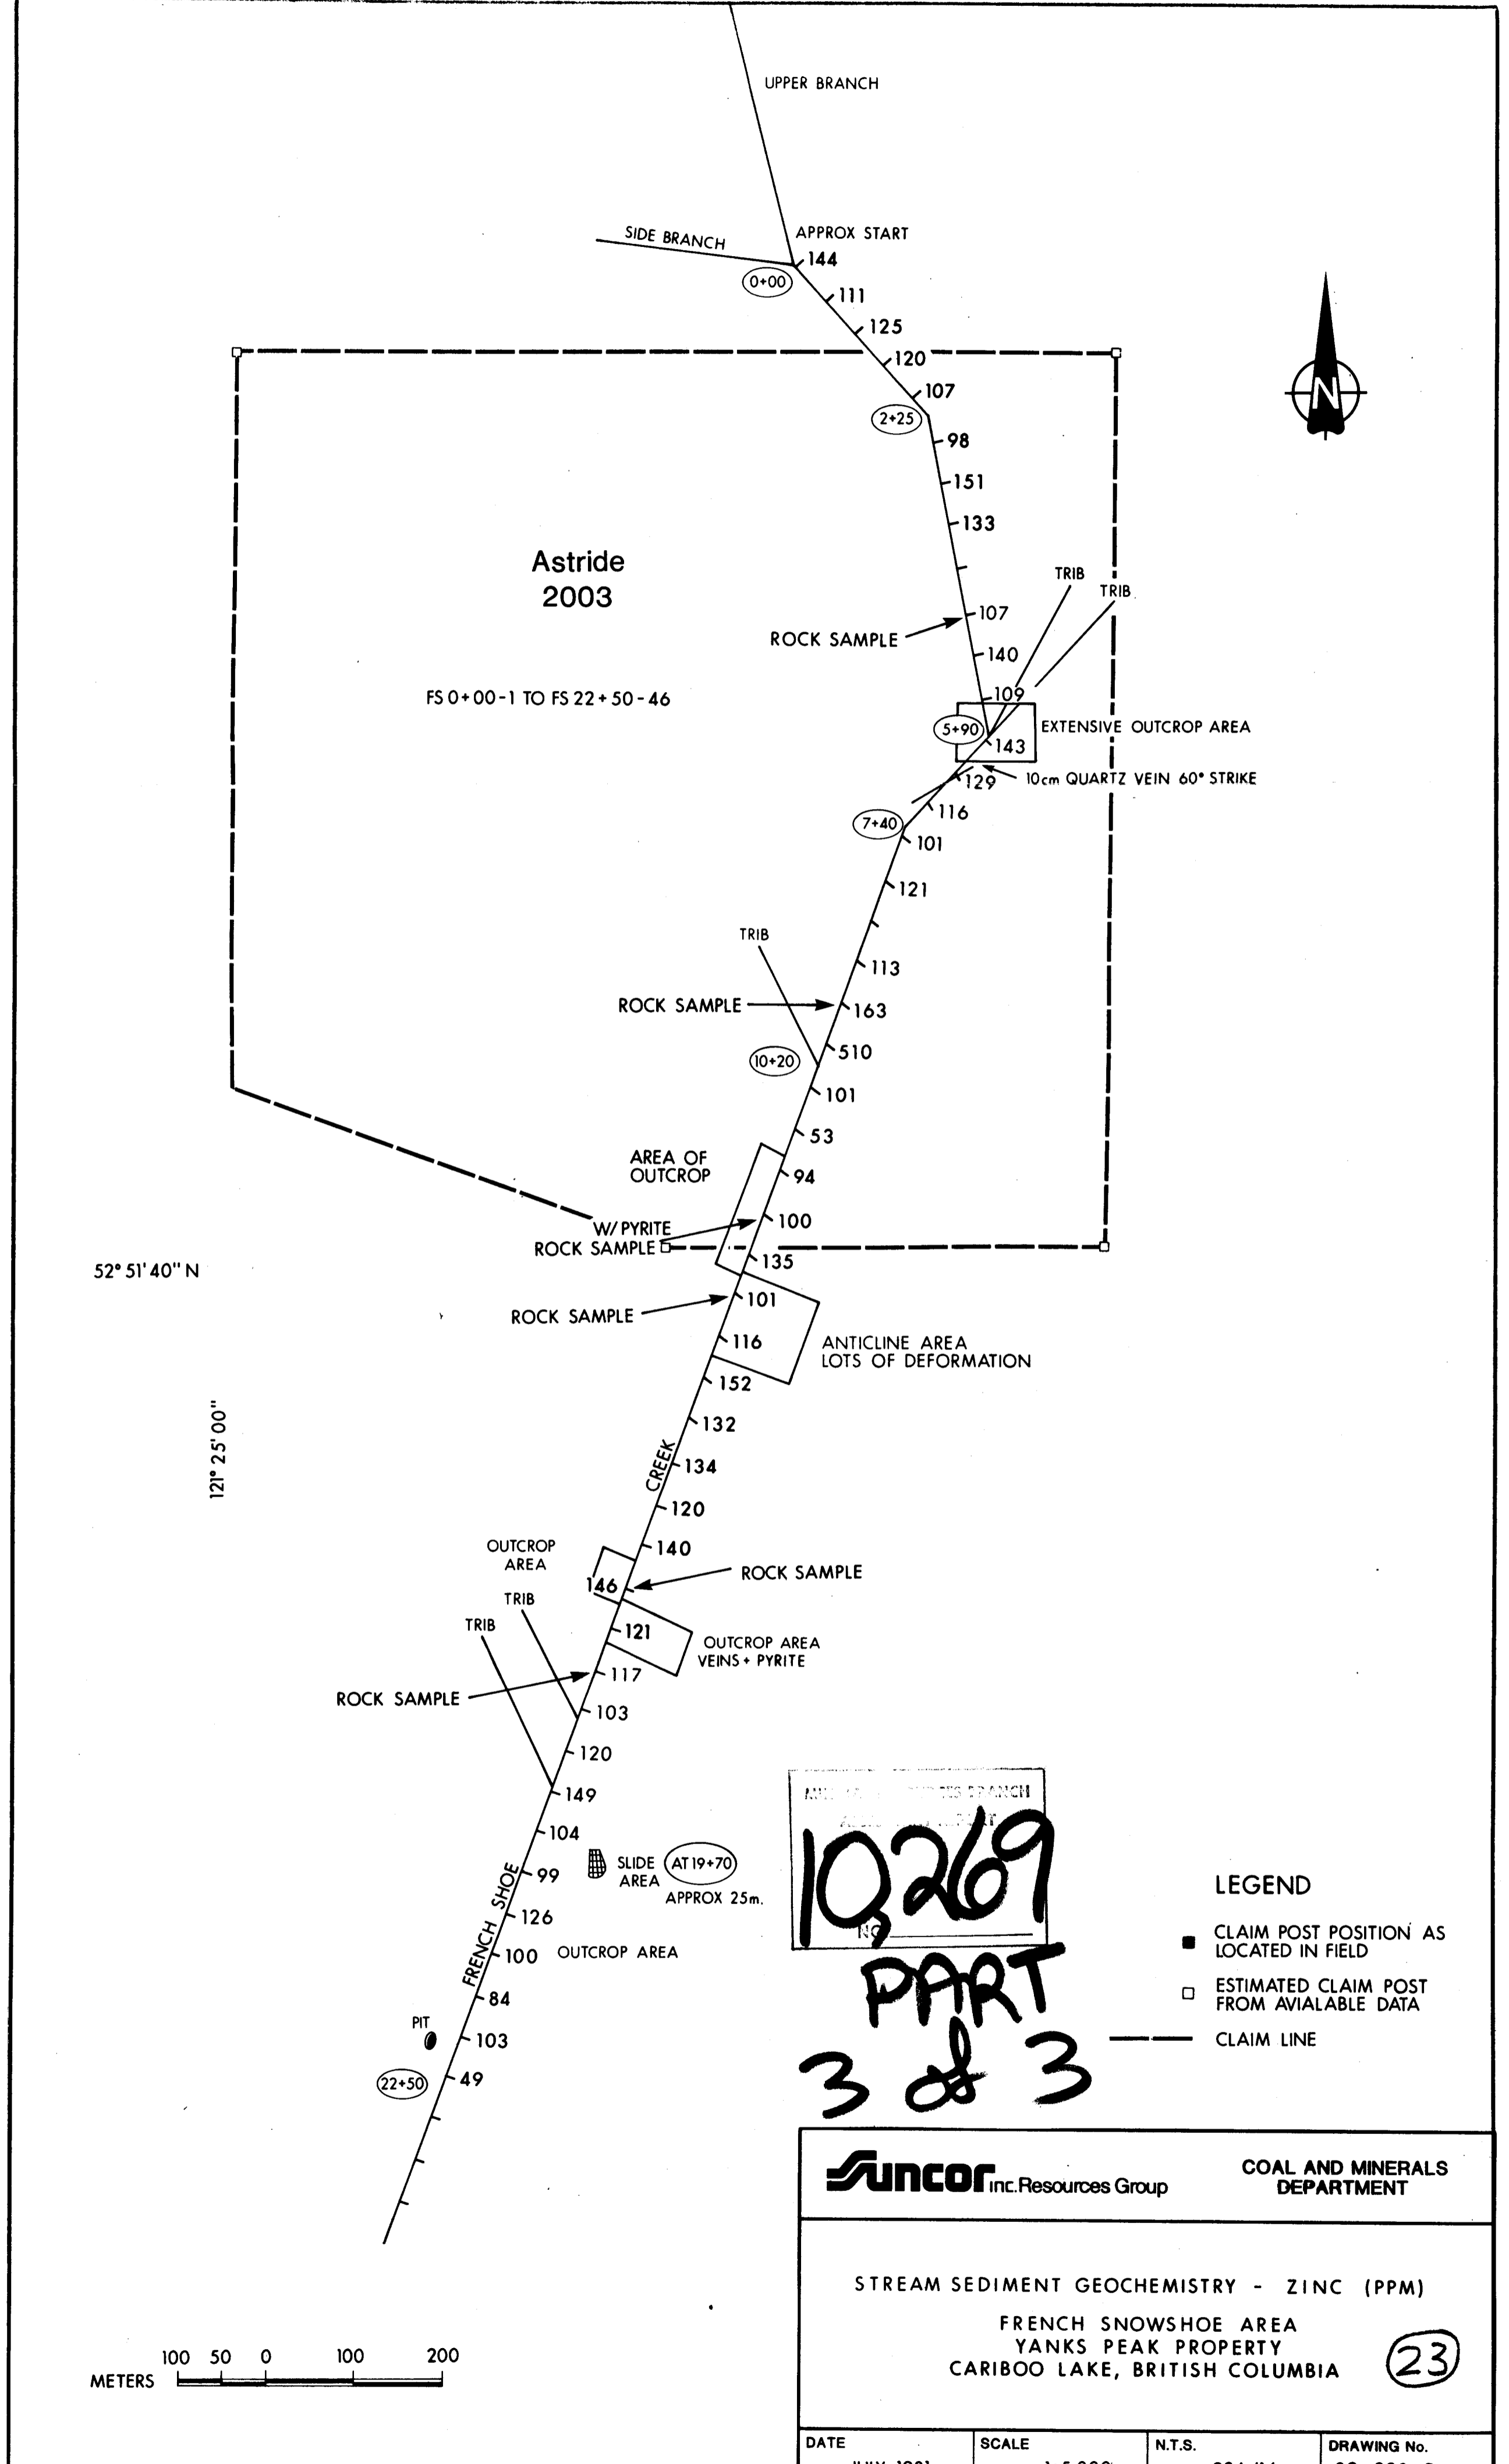 UPPER BRANCH
SIDE BRANCH
APPROX START
144
0+00
111
125
120
107
2+25
98
151
133
Astride
2003
TRIB
TRIB
107
ROCK SAMPLE
140
FS 0+00-1 TO FS 22+50-46
109
5+90
EXTENSIVE OUTCROP AREA
143
129
10cm QUARTZ VEIN 60° STRIKE
116
7+40
101
121
TRIB
113
ROCK SAMPLE
163
510
10+20
101
53
AREA OF
OUTCROP
94
100
W/PYRITE
ROCK SAMPLE
135
52° 51' 40" N
101
ROCK SAMPLE
116
ANTICLINE AREA
LOTS OF DEFORMATION
152
121° 25' 00"
132
CREEK
134
120
140
OUTCROP
AREA
146
ROCK SAMPLE
TRIB
TRIB
121
OUTCROP AREA
VEINS + PYRITE
117
ROCK SAMPLE
103
120
149
104
SLIDE
AREA
AT 19+70
APPROX 25m.
99
FRENCH SHOE
126
100
OUTCROP AREA
84
PIT
103
22+50
49
N
10,269
NO
PART
3 of 3
LEGEND
CLAIM POST POSITION AS
LOCATED IN FIELD
ESTIMATED CLAIM POST
FROM AVIALABLE DATA
CLAIM LINE
Suncor inc. Resources Group
COAL AND MINERALS
DEPARTMENT
STREAM SEDIMENT GEOCHEMISTRY - ZINC (PPM)
FRENCH SNOWSHOE AREA
YANKS PEAK PROPERTY
CARIBOO LAKE, BRITISH COLUMBIA
23
100 50 0 100 200
METERS
DATE
SCALE
N.T.S.
DRAWING No.